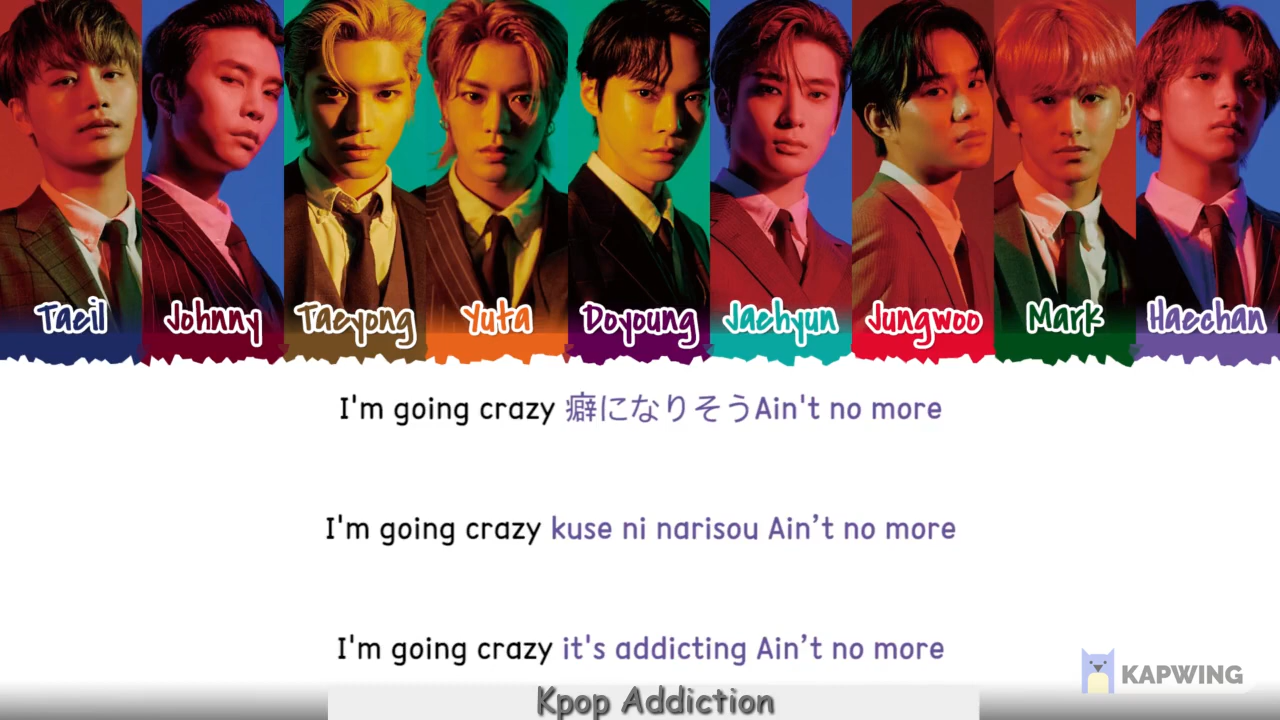 Taeil Johnny Taeyong Yuta Doyoung Jaehyun Jungwoo Mark Haechan
I'm going crazy 癖になりそうAin't no more
I'm going crazy kuse ni narisou Ain’t no more
I'm going crazy it's addicting Ain’t no more
KAPWING
Kpop Addiction